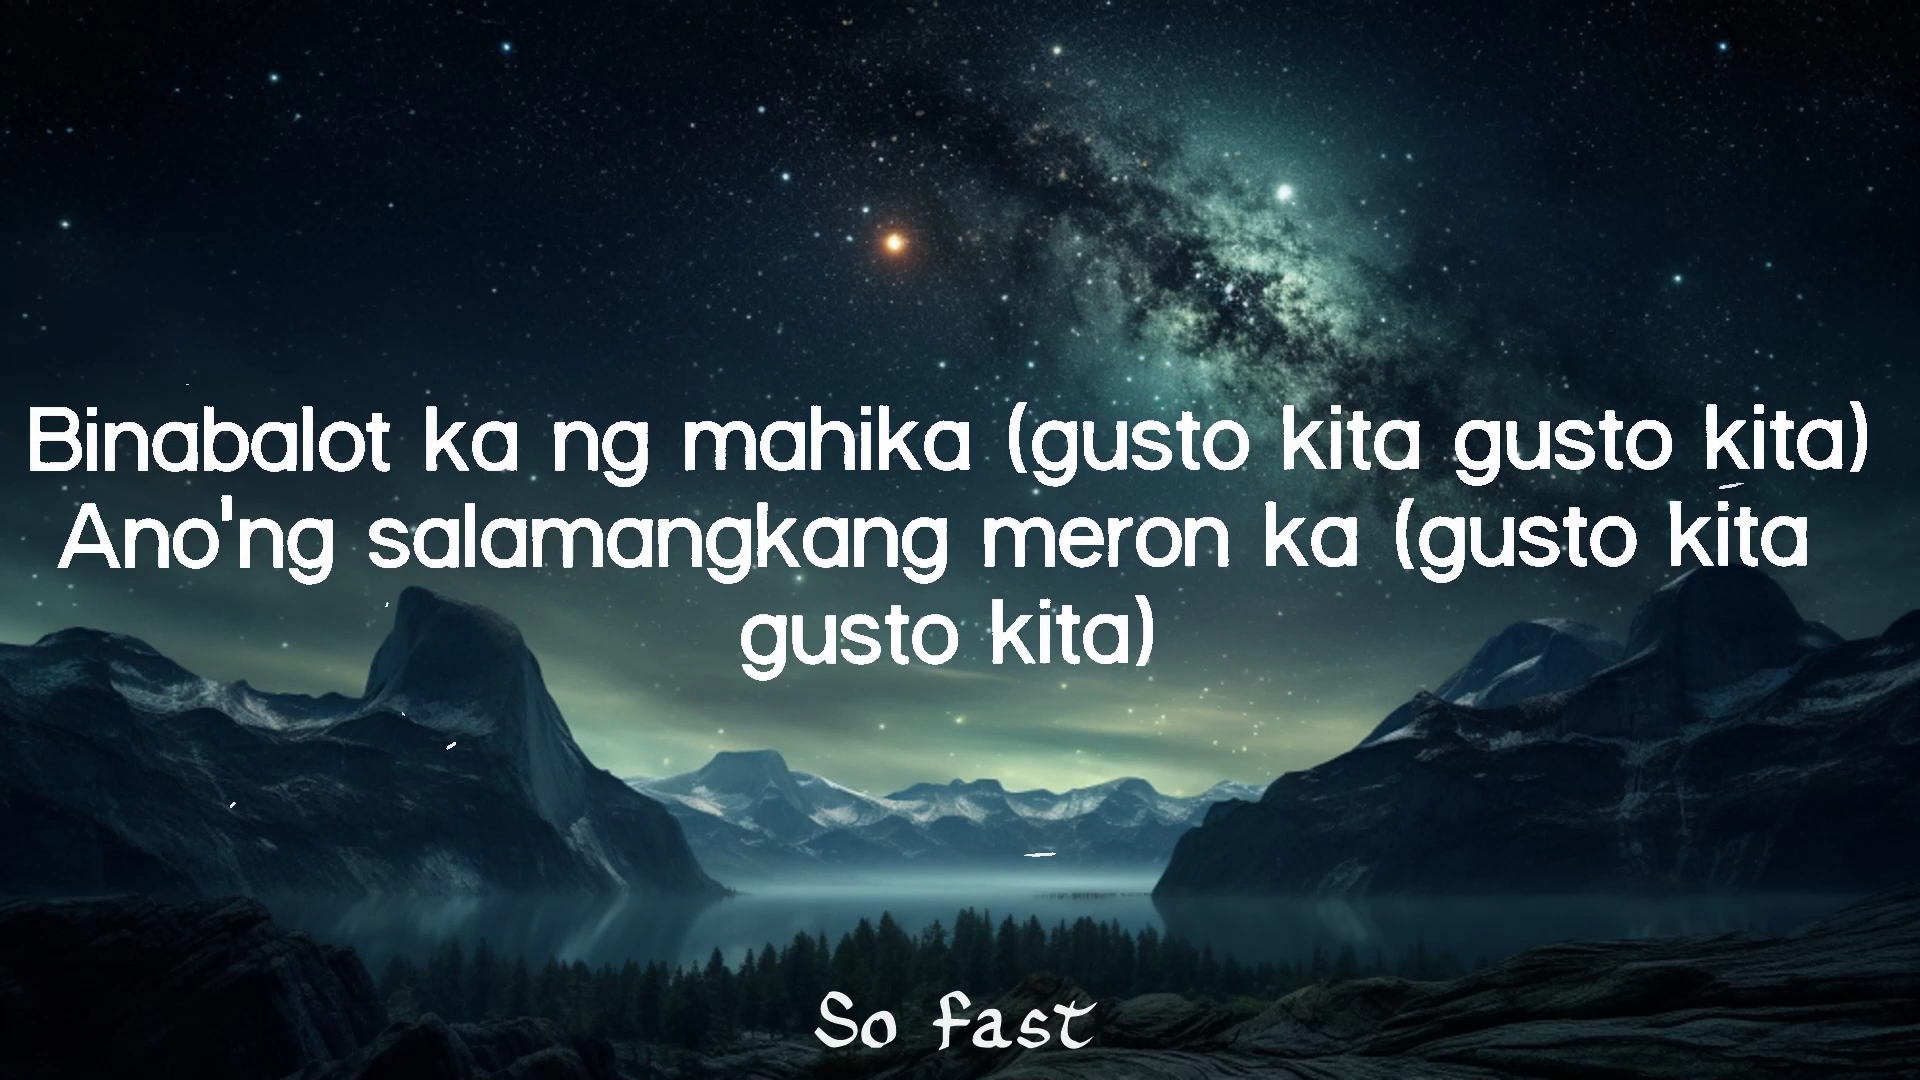 Binabalot ka ng mahika (gusto kita gusto kita)
Ano'ng salamangkang meron ka (gusto kita
gusto kita)
So fast